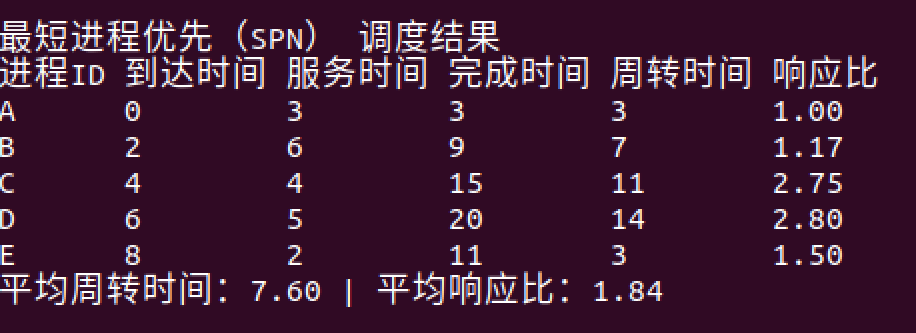 最短进程优先（SPN） 调度结果
进程ID 到达时间 服务时间 完成时间 周转时间 响应比
A 0 3 3 3 1.00
B 2 6 9 7 1.17
C 4 4 15 11 2.75
D 6 5 20 14 2.80
E 8 2 11 3 1.50
平均周转时间：7.60 | 平均响应比：1.84